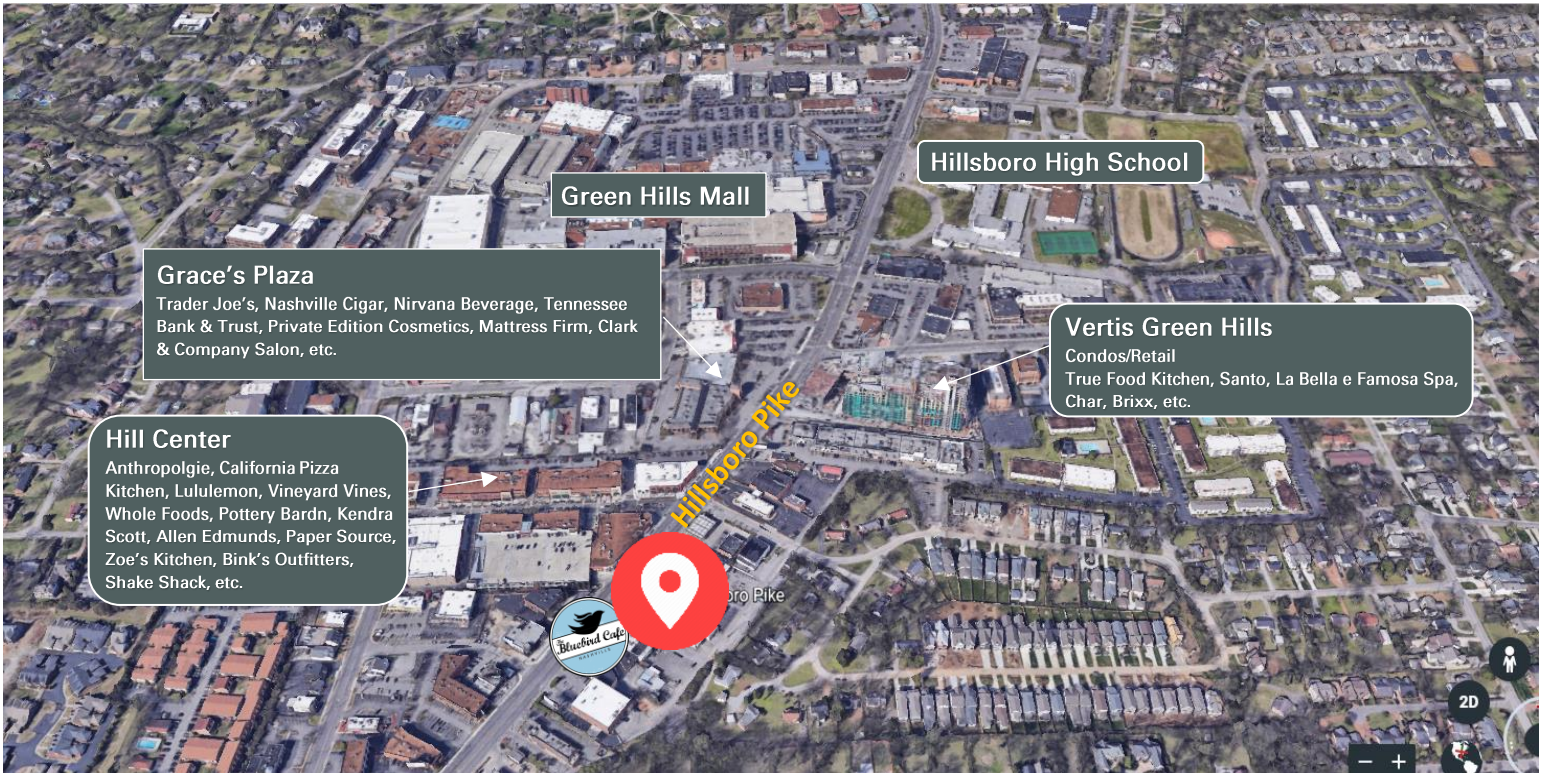 Hillsboro High School
Green Hills Mall
Grace's Plaza
Trader Joe's, Nashville Cigar, Nirvana Beverage, Tennessee
Bank & Trust, Private Edition Cosmetics, Mattress Firm, Clark
& Company Salon, etc.
Vertis Green Hills
Condos/Retail
True Food Kitchen, Santo, La Bella e Famosa Spa,
Char, Brixx, etc.
Hillsboro Pike
Hill Center
Anthropolgie, California Pizza
Kitchen, Lululemon, Vineyard Vines,
Whole Foods, Pottery Bardn, Kendra
Scott, Allen Edmunds, Paper Source,
Zoe's Kitchen, Bink's Outfitters,
Shake Shack, etc.
Pike
The
Bluebird Cafe
NASHVILLE
2D